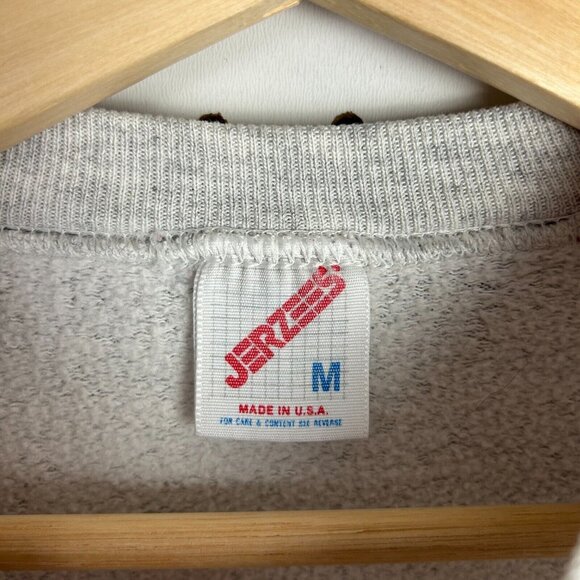 JERZEES
M
MADE IN U.S.A.
FOR CARE & CONTENT SEE REVERSE